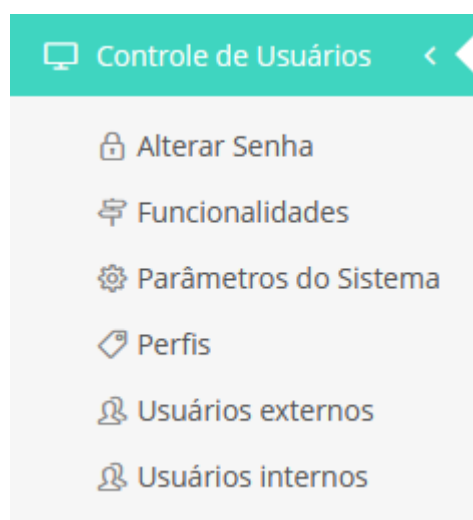 Controle de Usuários
Alterar Senha
Funcionalidades
Parâmetros do Sistema
Perfis
Usuários externos
Usuários internos